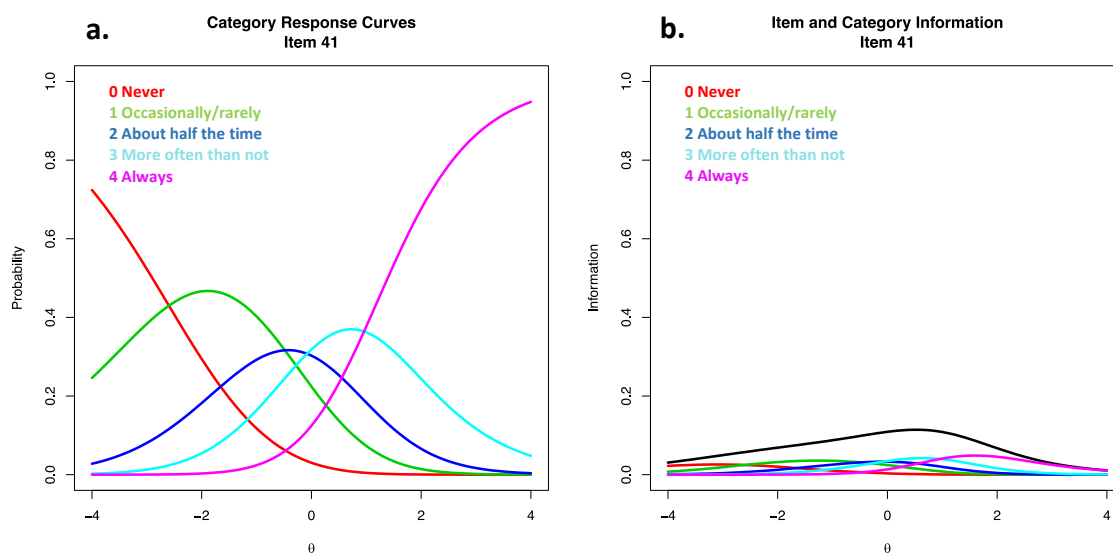 a.
Category Response Curves
Item 41
0 Never
1 Occasionally/rarely
2 About half the time
3 More often than not
4 Always
Probability
1.0
0.8
0.6
0.4
0.2
0.0
−4
−2
0
2
4
θ
b.
Item and Category Information
Item 41
0 Never
1 Occasionally/rarely
2 About half the time
3 More often than not
4 Always
Information
1.0
0.8
0.6
0.4
0.2
0.0
−4
−2
0
2
4
θ